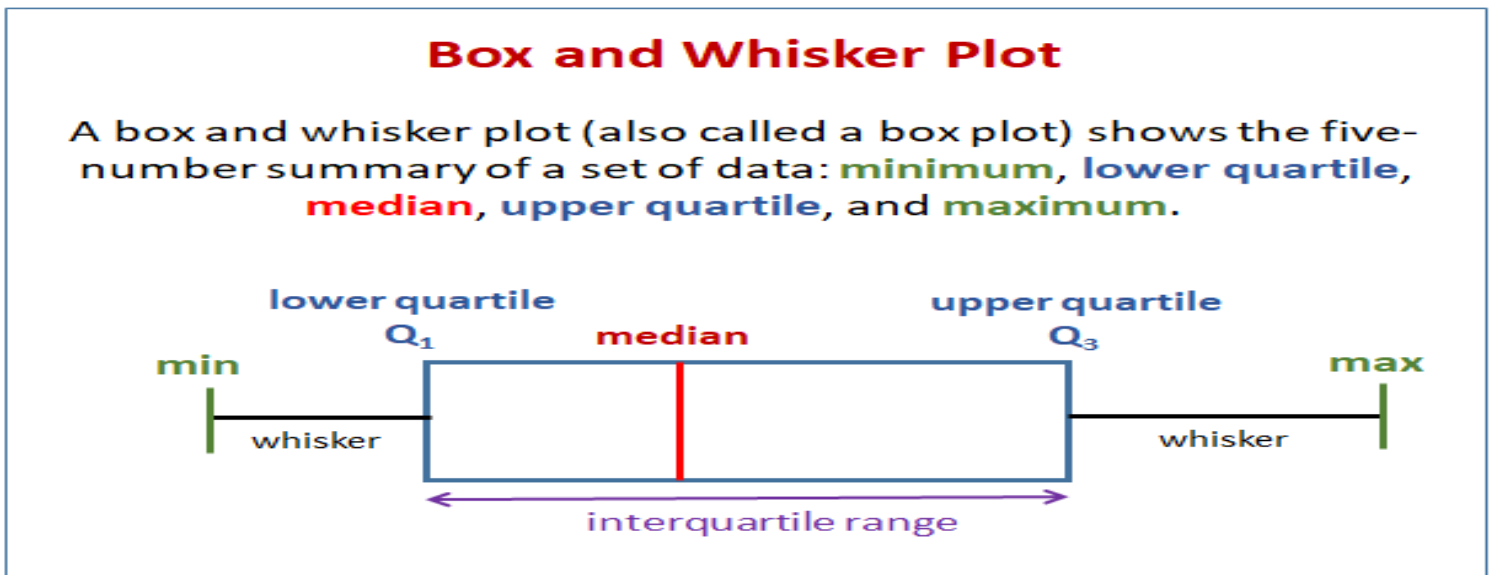 Box and Whisker Plot
A box and whisker plot (also called a box plot) shows the five-
number summary of a set of data: minimum, lower quartile,
median, upper quartile, and maximum.
lower quartile
Q₁
median
upper quartile
Q₃
min
max
whisker
whisker
interquartile range